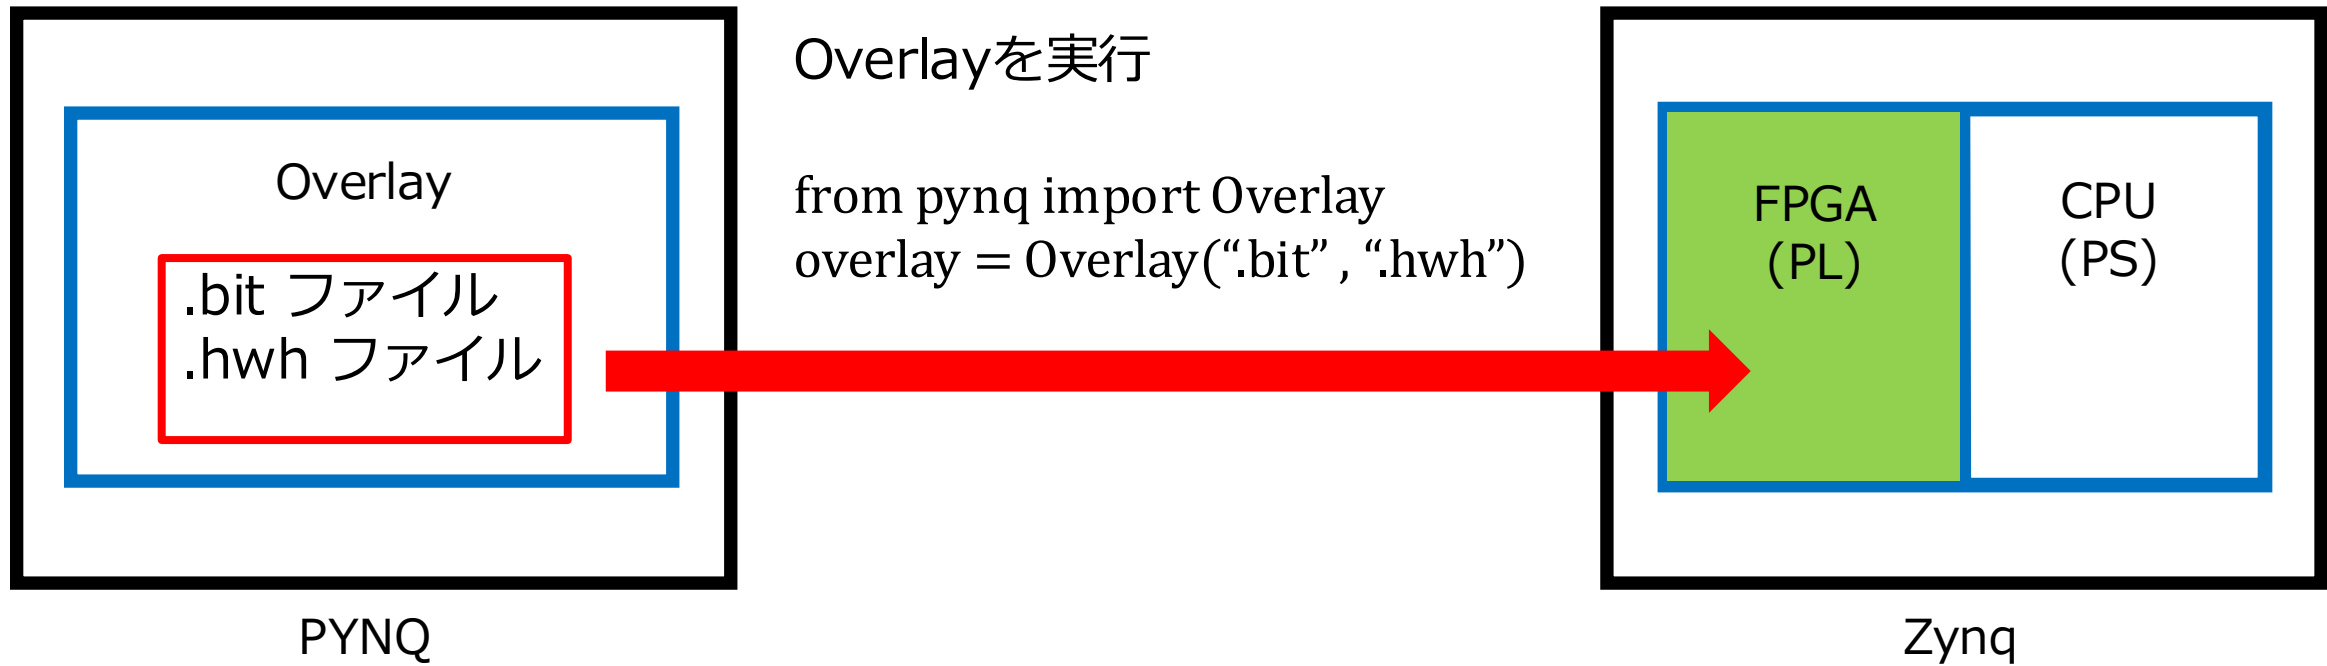 Overlayを実行
Overlay
.bit ファイル
.hwh ファイル
from pynq import Overlay
overlay = Overlay(“.bit” , “.hwh”)
FPGA
(PL)
CPU
(PS)
PYNQ
Zynq